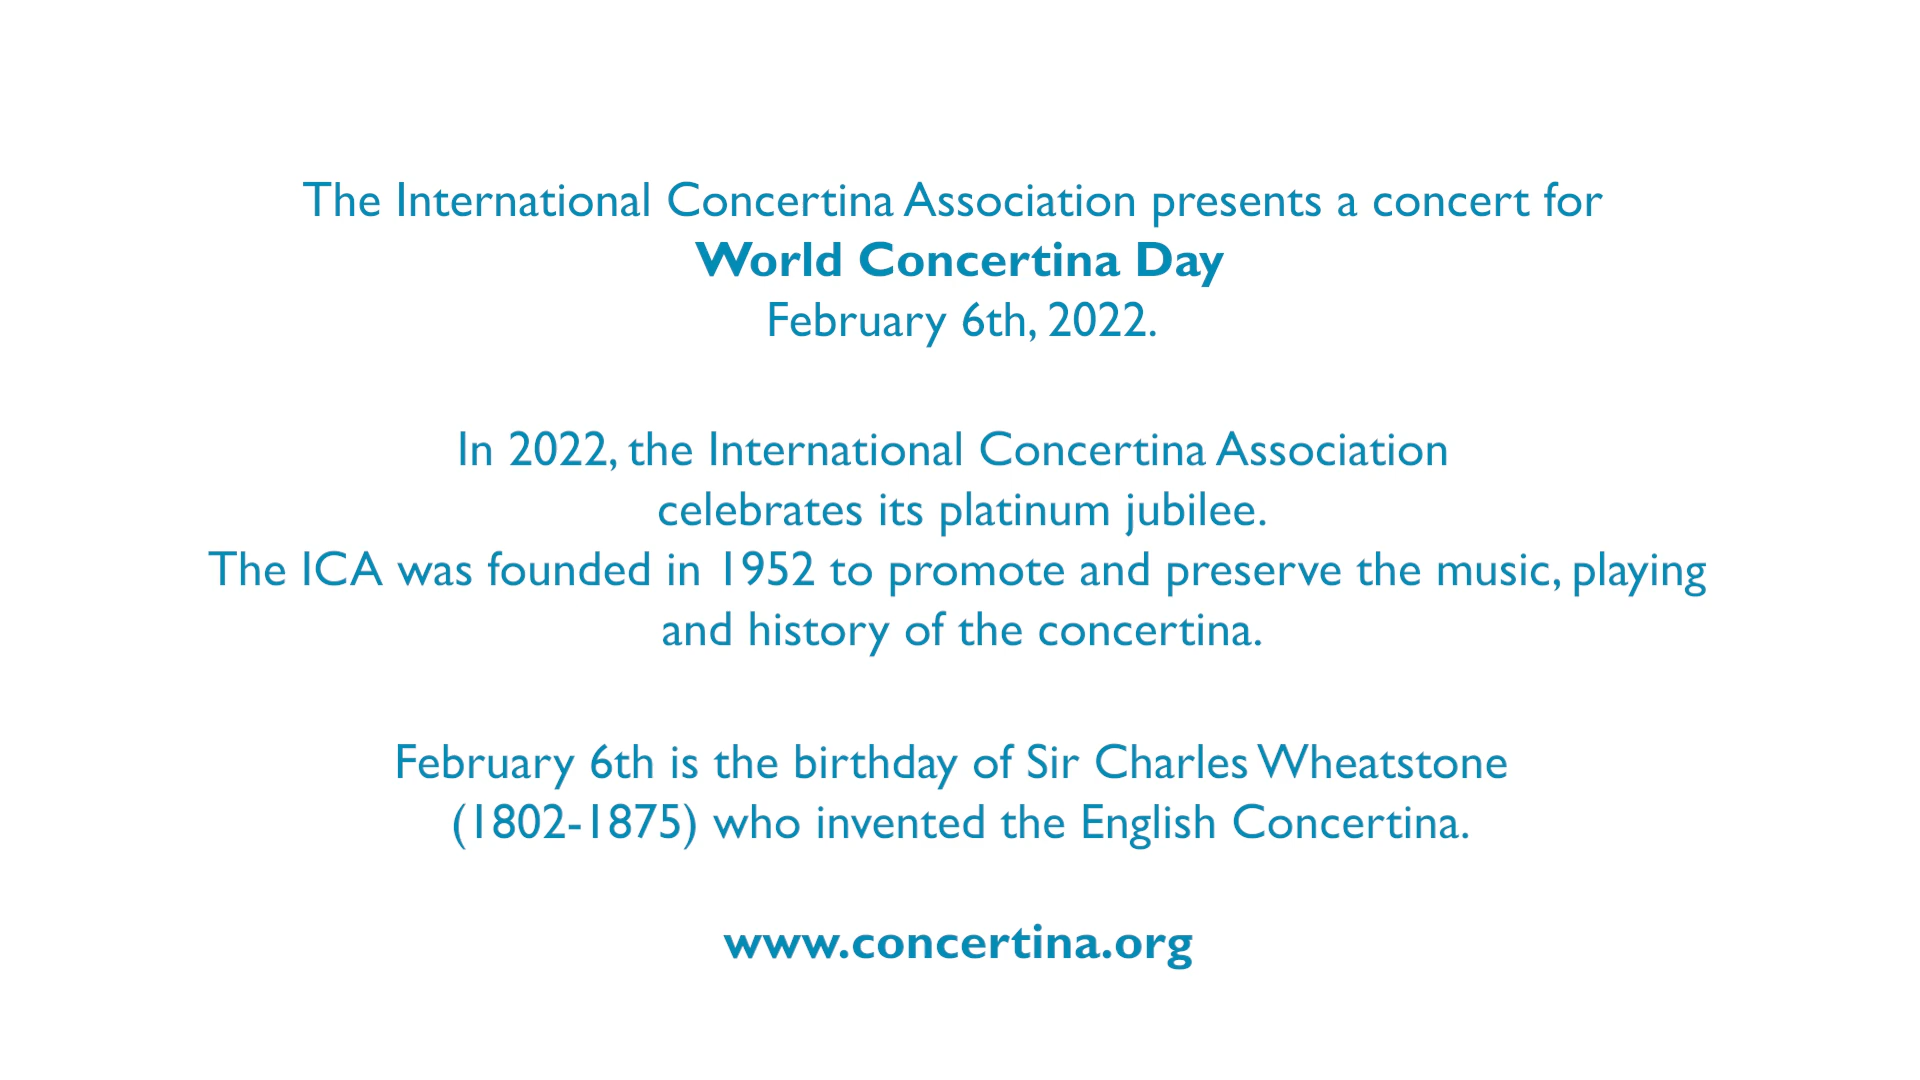 The International Concertina Association presents a concert for
World Concertina Day
February 6th, 2022.
In 2022, the International Concertina Association
celebrates its platinum jubilee.
The ICA was founded in 1952 to promote and preserve the music, playing
and history of the concertina.
February 6th is the birthday of Sir Charles Wheatstone
(1802-1875) who invented the English Concertina.
www.concertina.org